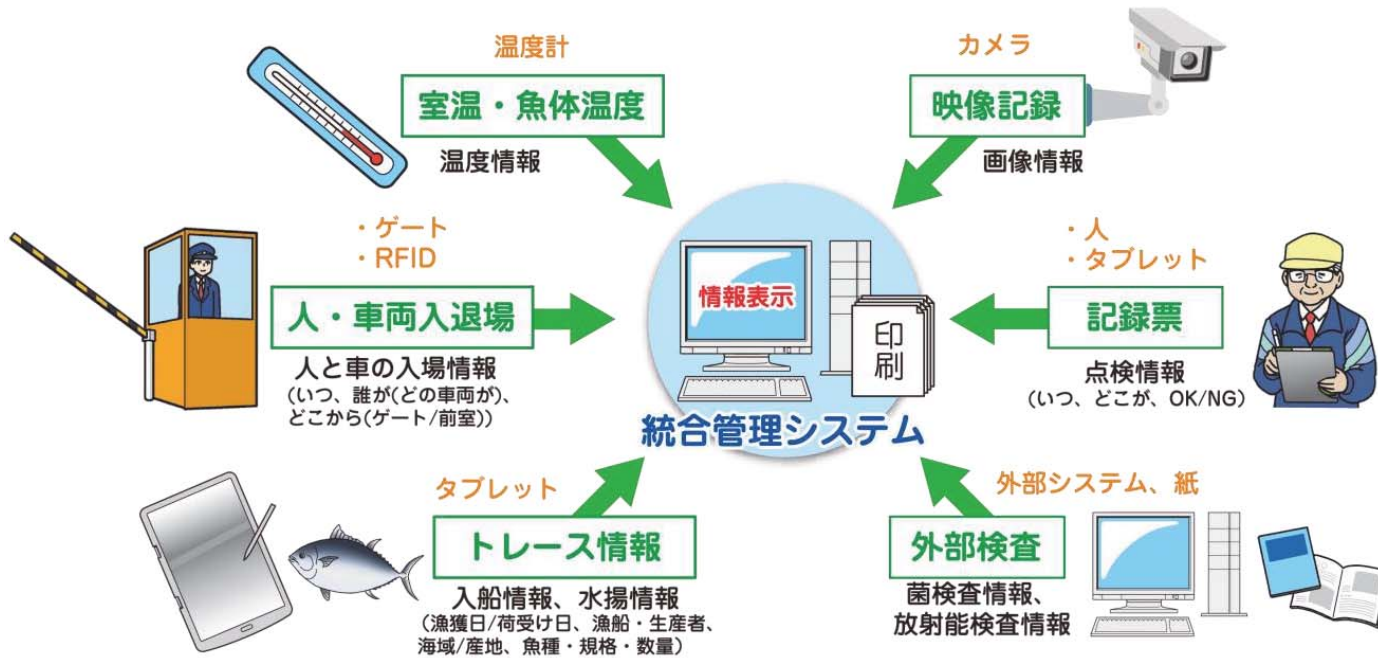 温度計
室温・魚体温度
温度情報
カメラ
映像記録
画像情報
・ゲート
・RFID
人・車両入退場
人と車の入場情報
(いつ、誰が(どの車両が)、
どこから(ゲート/前室))
情報表示
印
刷
統合管理システム
・人
・タブレット
記録票
点検情報
(いつ、どこが、OK/NG)
タブレット
トレース情報
入船情報、水揚情報
(漁獲日/荷受け日、漁船・生産者、
海域/産地、魚種・規格・数量)
外部システム、紙
外部検査
菌検査情報、
放射能検査情報